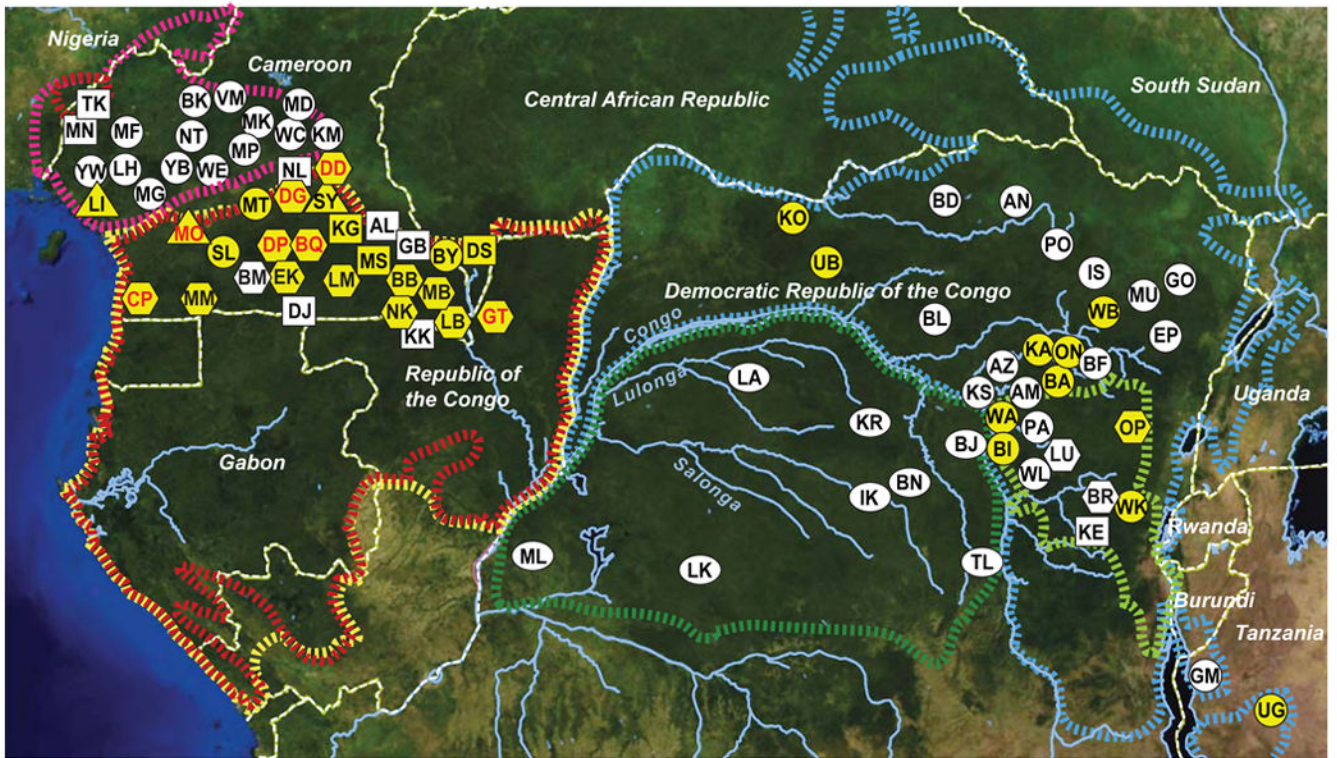 Nigeria
Cameroon
Central African Republic
South Sudan
TK
BK
VM
MD
MN
MF
NT
MK
WC
KM
MP
YW
LH
YB
WE
NL
DD
MG
LI
MT
DG
SY
MO
KG
AL
SL
DP
BQ
GB
BY
DS
MS
BM
EK
LM
BB
MB
CP
MM
DJ
NK
LB
GT
KK
KO
BD
AN
UB
PO
IS
GO
MU
Democratic Republic of the Congo
WB
BL
EP
Congo
KA
ON
BF
AZ
LA
Lulonga
BA
KS
AM
Republic of
the Congo
Uganda
WA
KR
PA
OP
BJ
BI
LU
Gabon
Salonga
WL
BN
IK
BR
WK
KE
Rwanda
ML
LK
TL
Burundi
Tanzania
GM
UG